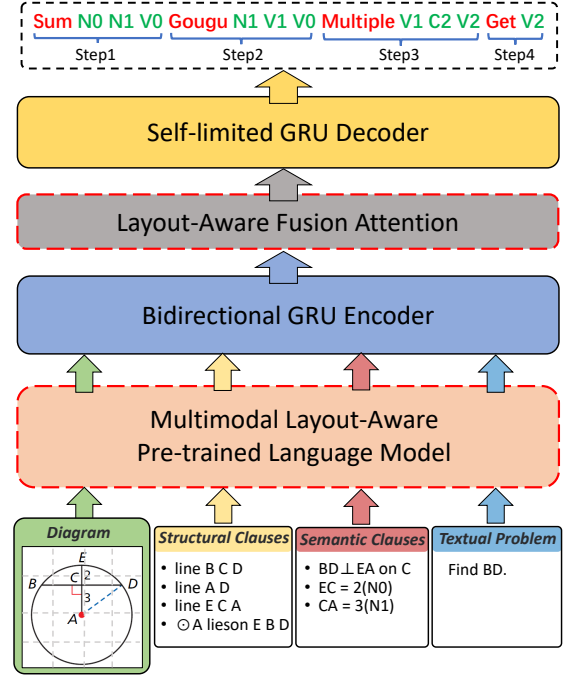 Sum N0 N1 V0 Gougu N1 V1 V0 Multiple V1 C2 V2 Get V2
Step1 Step2 Step3 Step4
Self-limited GRU Decoder
Layout-Aware Fusion Attention
Bidirectional GRU Encoder
Multimodal Layout-Aware
Pre-trained Language Model
Diagram
E
B
C
2
D
3
A
Structural Clauses
• line B C D
• line A D
• line E C A
• ⊙A lieson E B D
Semantic Clauses
• BD⊥EA on C
• EC = 2(N0)
• CA = 3(N1)
Textual Problem
Find BD.